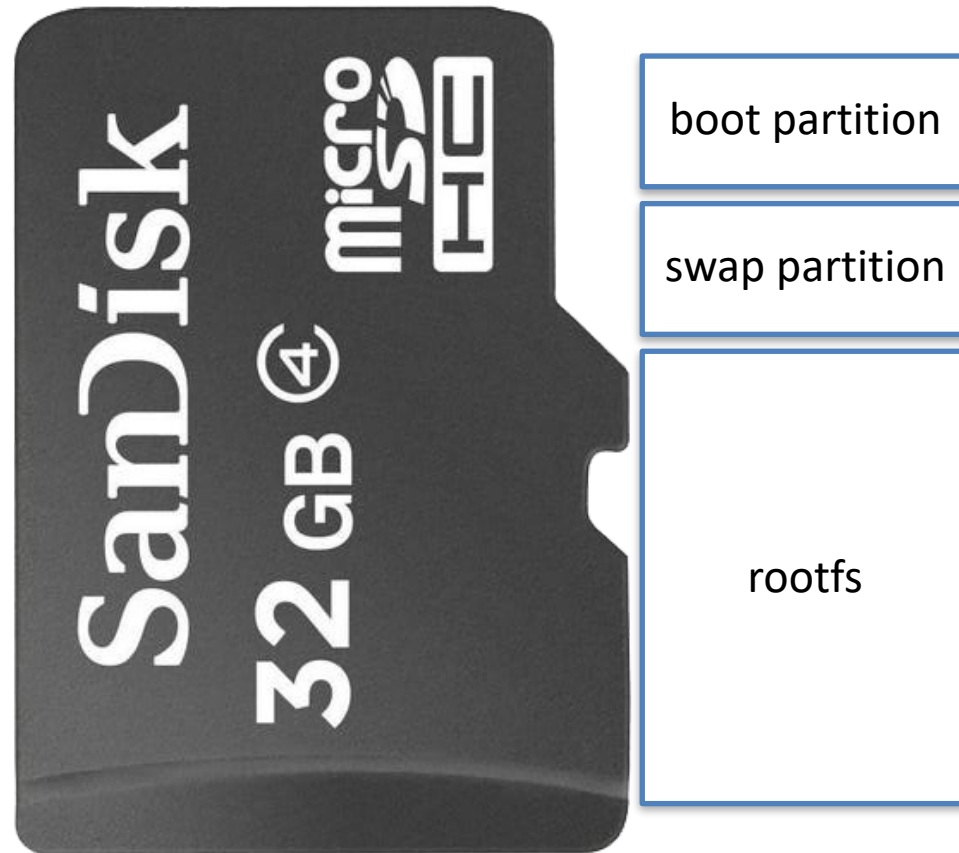 SanDisk
32 GB 4
micro
SD
HC
boot partition
swap partition
rootfs